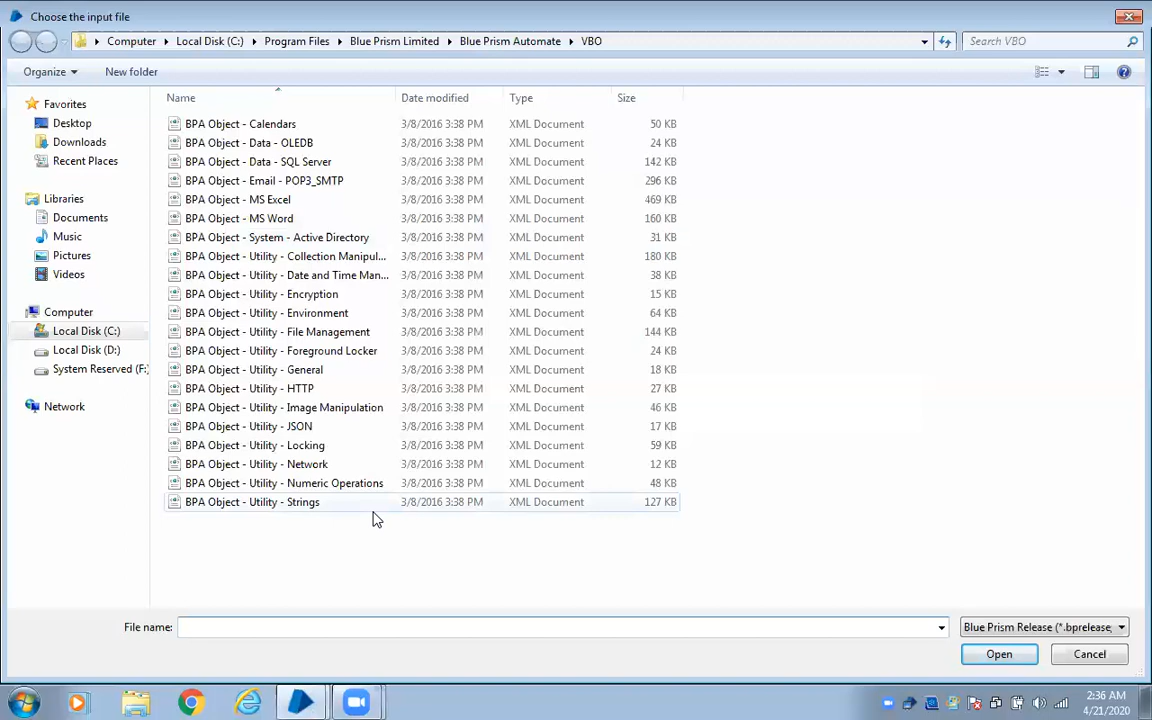 Choose the input file
Computer Local Disk (C:) Program Files Blue Prism Limited Blue Prism Automate VBO Search VBO
Organize New folder
Name Date modified Type Size
Favorites
Desktop
Downloads
Recent Places
Libraries
Documents
Music
Pictures
Videos
Computer
Local Disk (C:)
Local Disk (D:)
System Reserved (F:)
Network
BPA Object - Calendars 3/8/2016 3:38 PM XML Document 50 KB
BPA Object - Data - OLEDB 3/8/2016 3:38 PM XML Document 24 KB
BPA Object - Data - SQL Server 3/8/2016 3:38 PM XML Document 142 KB
BPA Object - Email - POP3_SMTP 3/8/2016 3:38 PM XML Document 296 KB
BPA Object - MS Excel 3/8/2016 3:38 PM XML Document 469 KB
BPA Object - MS Word 3/8/2016 3:38 PM XML Document 160 KB
BPA Object - System - Active Directory 3/8/2016 3:38 PM XML Document 31 KB
BPA Object - Utility - Collection Manipul... 3/8/2016 3:38 PM XML Document 180 KB
BPA Object - Utility - Date and Time Man... 3/8/2016 3:38 PM XML Document 38 KB
BPA Object - Utility - Encryption 3/8/2016 3:38 PM XML Document 15 KB
BPA Object - Utility - Environment 3/8/2016 3:38 PM XML Document 64 KB
BPA Object - Utility - File Management 3/8/2016 3:38 PM XML Document 144 KB
BPA Object - Utility - Foreground Locker 3/8/2016 3:38 PM XML Document 24 KB
BPA Object - Utility - General 3/8/2016 3:38 PM XML Document 18 KB
BPA Object - Utility - HTTP 3/8/2016 3:38 PM XML Document 27 KB
BPA Object - Utility - Image Manipulation 3/8/2016 3:38 PM XML Document 46 KB
BPA Object - Utility - JSON 3/8/2016 3:38 PM XML Document 17 KB
BPA Object - Utility - Locking 3/8/2016 3:38 PM XML Document 59 KB
BPA Object - Utility - Network 3/8/2016 3:38 PM XML Document 12 KB
BPA Object - Utility - Numeric Operations 3/8/2016 3:38 PM XML Document 48 KB
BPA Object - Utility - Strings 3/8/2016 3:38 PM XML Document 127 KB
File name: Blue Prism Release (*.bprelease;
Open Cancel
2:36 AM
4/21/2020